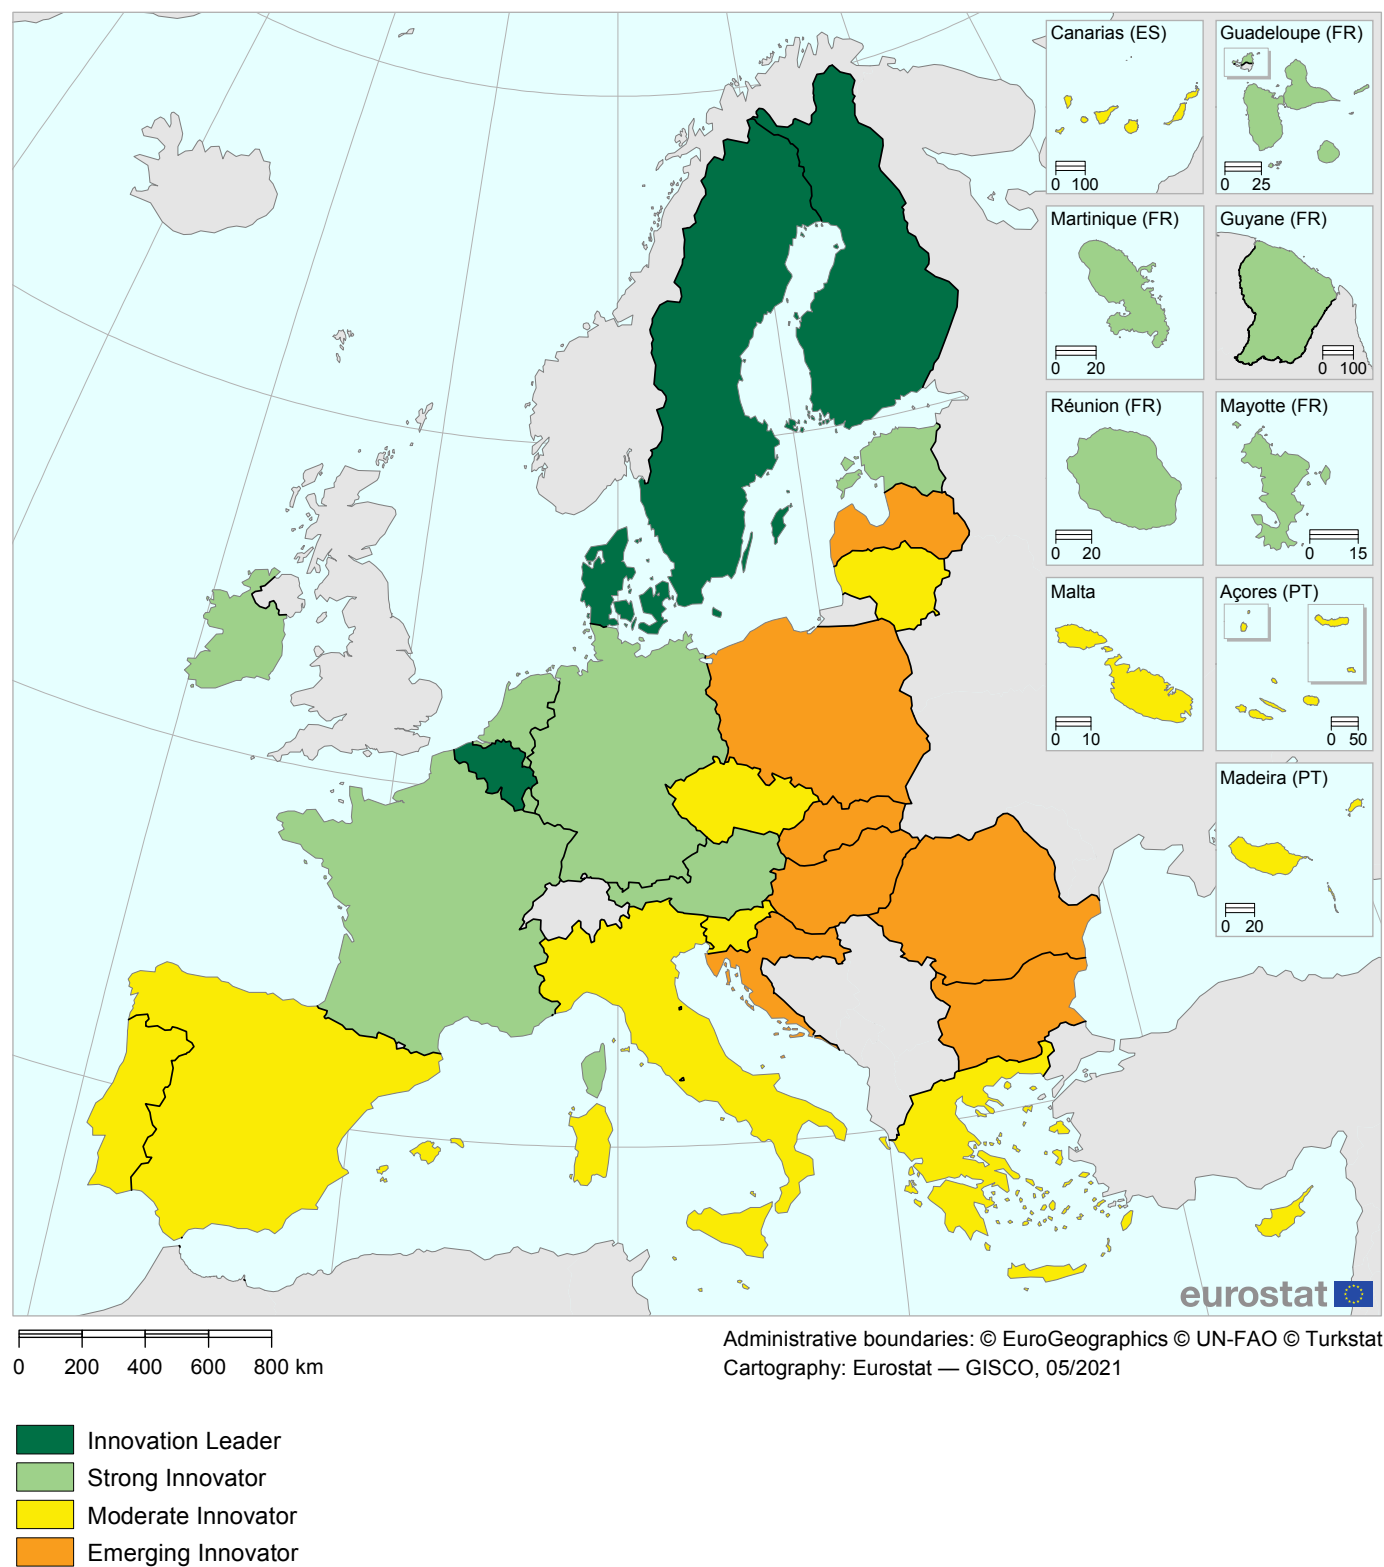 Canarias (ES)
0 100
Guadeloupe (FR)
0 25
Martinique (FR)
0 20
Guyane (FR)
0 100
Réunion (FR)
0 20
Mayotte (FR)
0 15
Malta
0 10
Açores (PT)
0 50
Madeira (PT)
0 20
eurostat
0 200 400 600 800 km
Administrative boundaries: © EuroGeographics © UN-FAO © Turkstat
Cartography: Eurostat — GISCO, 05/2021
Innovation Leader
Strong Innovator
Moderate Innovator
Emerging Innovator